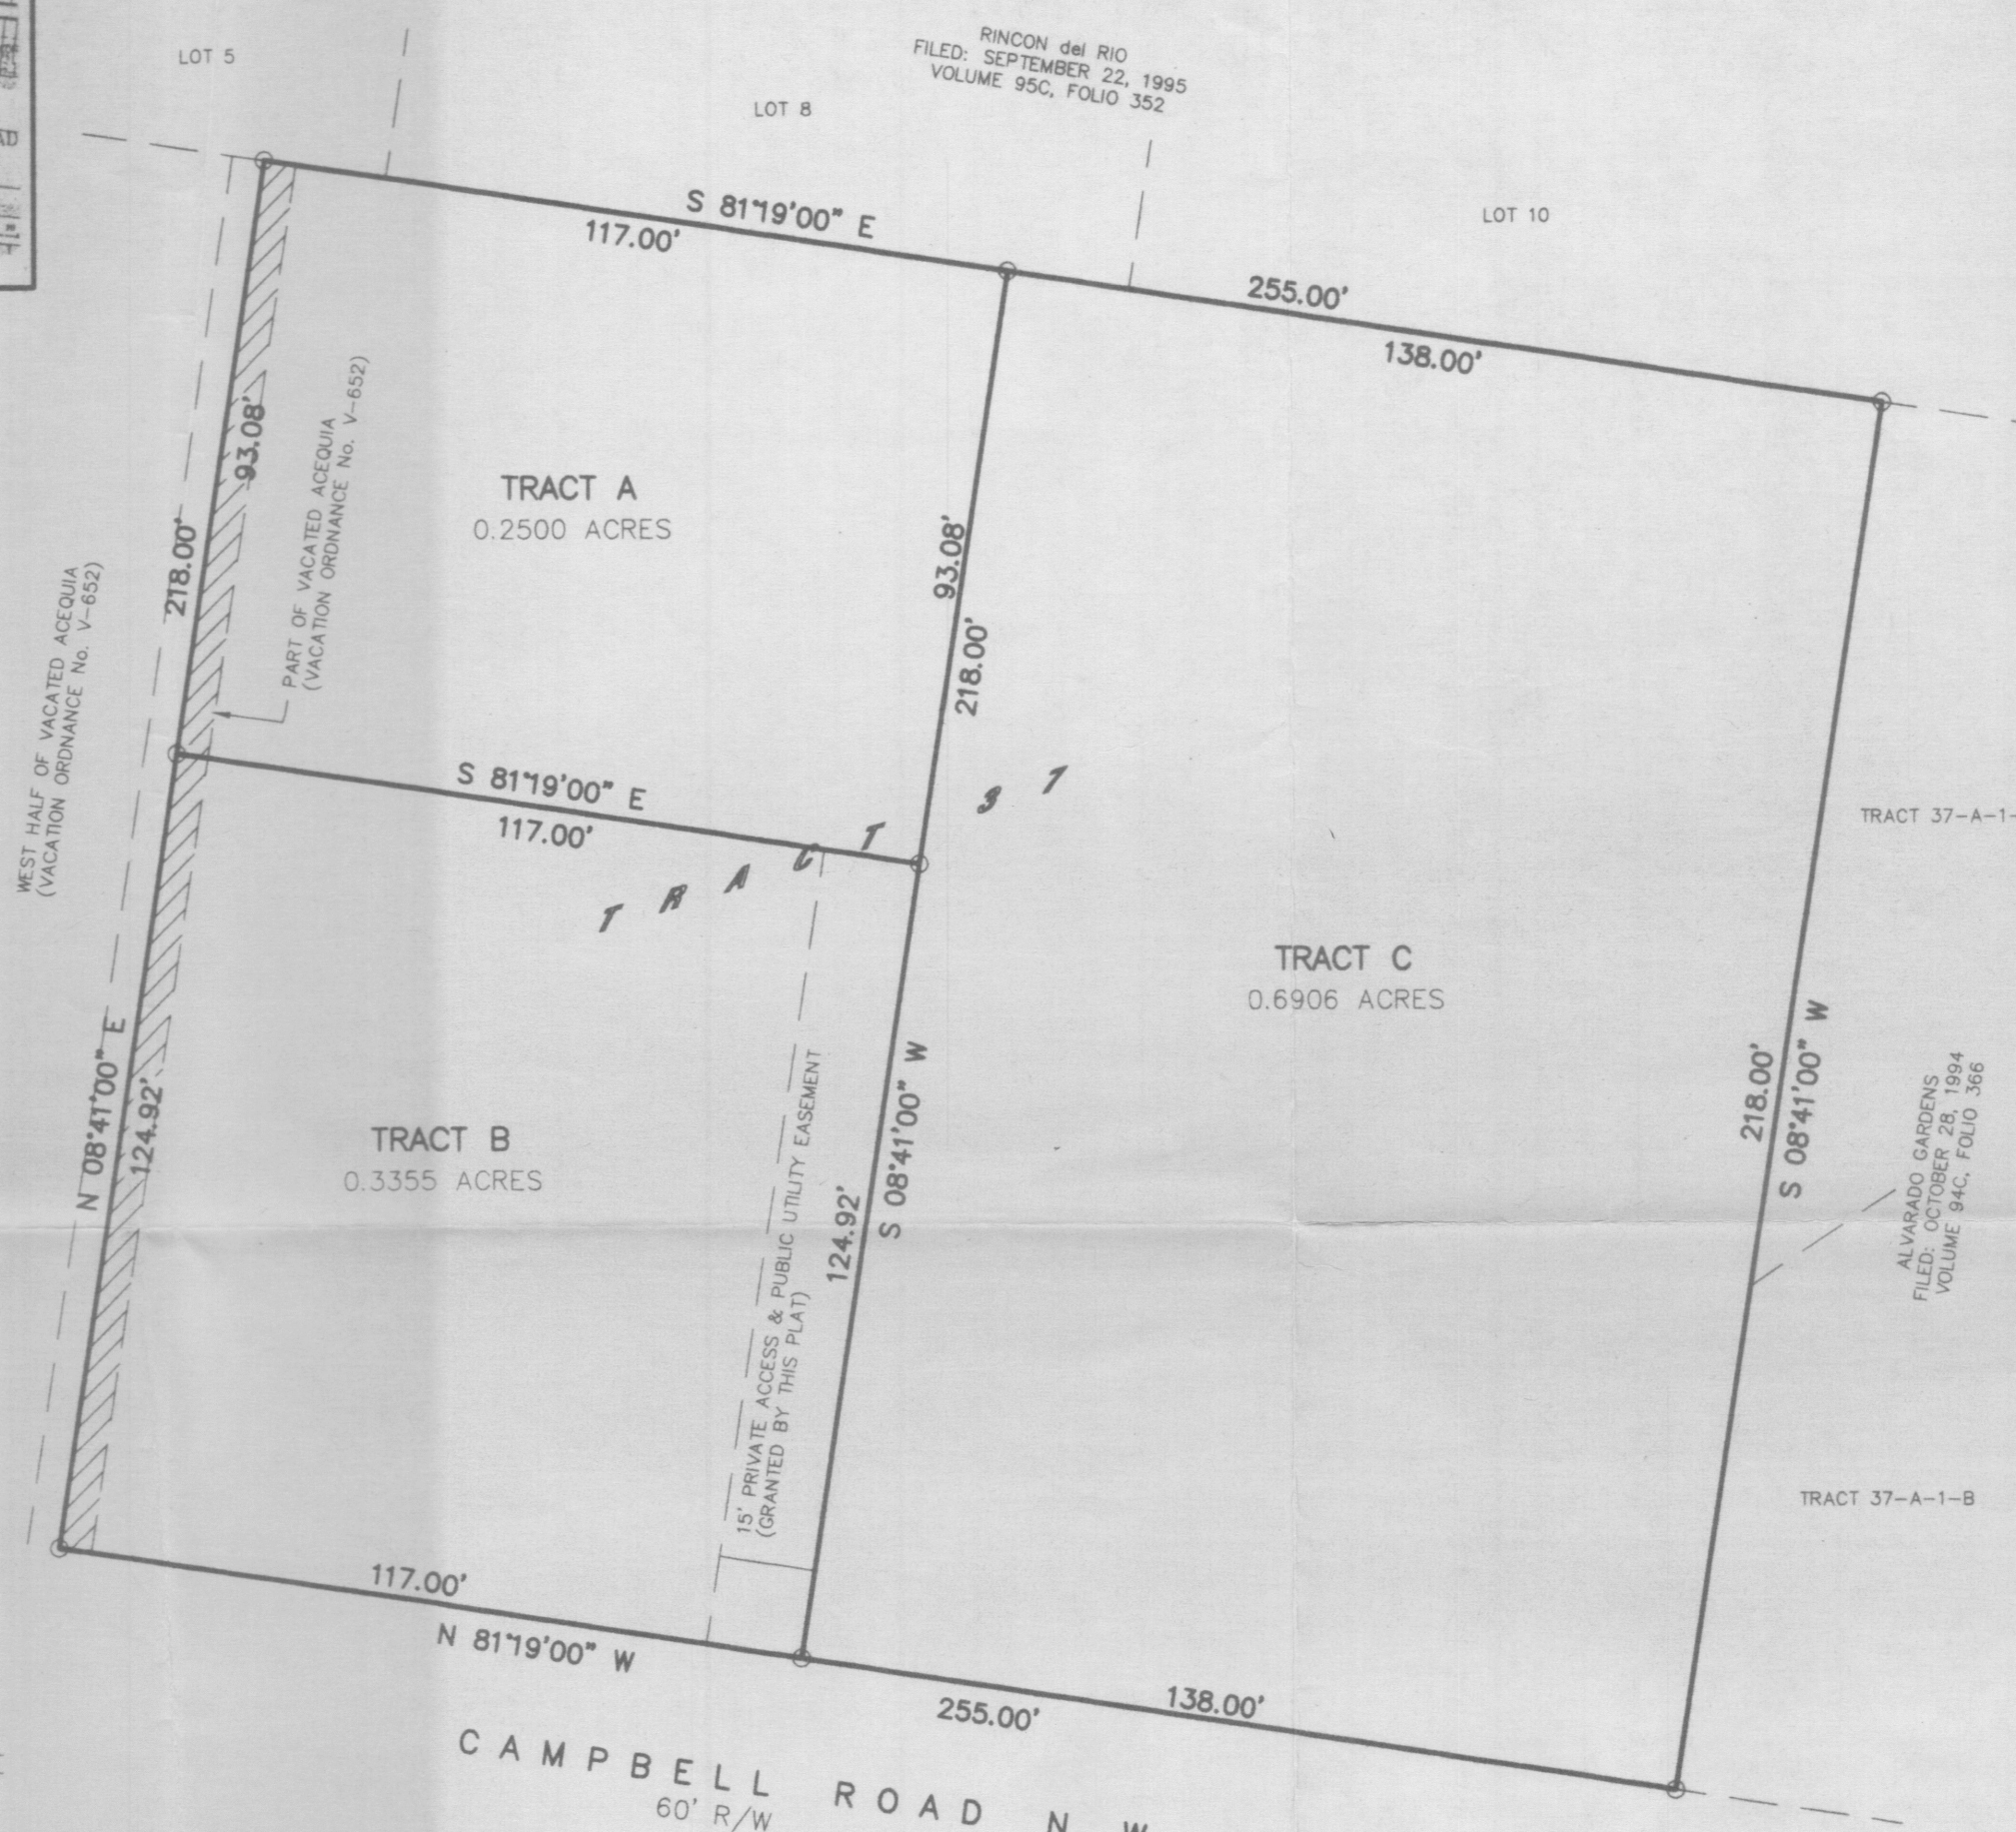 LOT 5
RINCON del RIO
FILED: SEPTEMBER 22, 1995
VOLUME 95C, FOLIO 352
LOT 8
LOT 10
S 81°19'00" E
117.00'
255.00'
138.00'
93.08'
218.00'
PART OF VACATED ACEQUIA
(VACATION ORDNANCE No. V-652)
WEST HALF OF VACATED ACEQUIA
(VACATION ORDNANCE No. V-652)
TRACT A
0.2500 ACRES
93.08'
218.00'
S 81°19'00" E
117.00'
TRACT 37
TRACT 37-A-1-
TRACT C
0.6906 ACRES
N 08°41'00" E
124.92'
TRACT B
0.3355 ACRES
15' PRIVATE ACCESS & PUBLIC UTILITY EASEMENT
(GRANTED BY THIS PLAT)
124.92'
S 08°41'00" W
218.00'
S 08°41'00" W
ALVARADO GARDENS
FILED: OCTOBER 28, 1994
VOLUME 94C, FOLIO 366
TRACT 37-A-1-B
117.00'
N 81°19'00" W
255.00'
138.00'
CAMPBELL ROAD N W
60' R/W